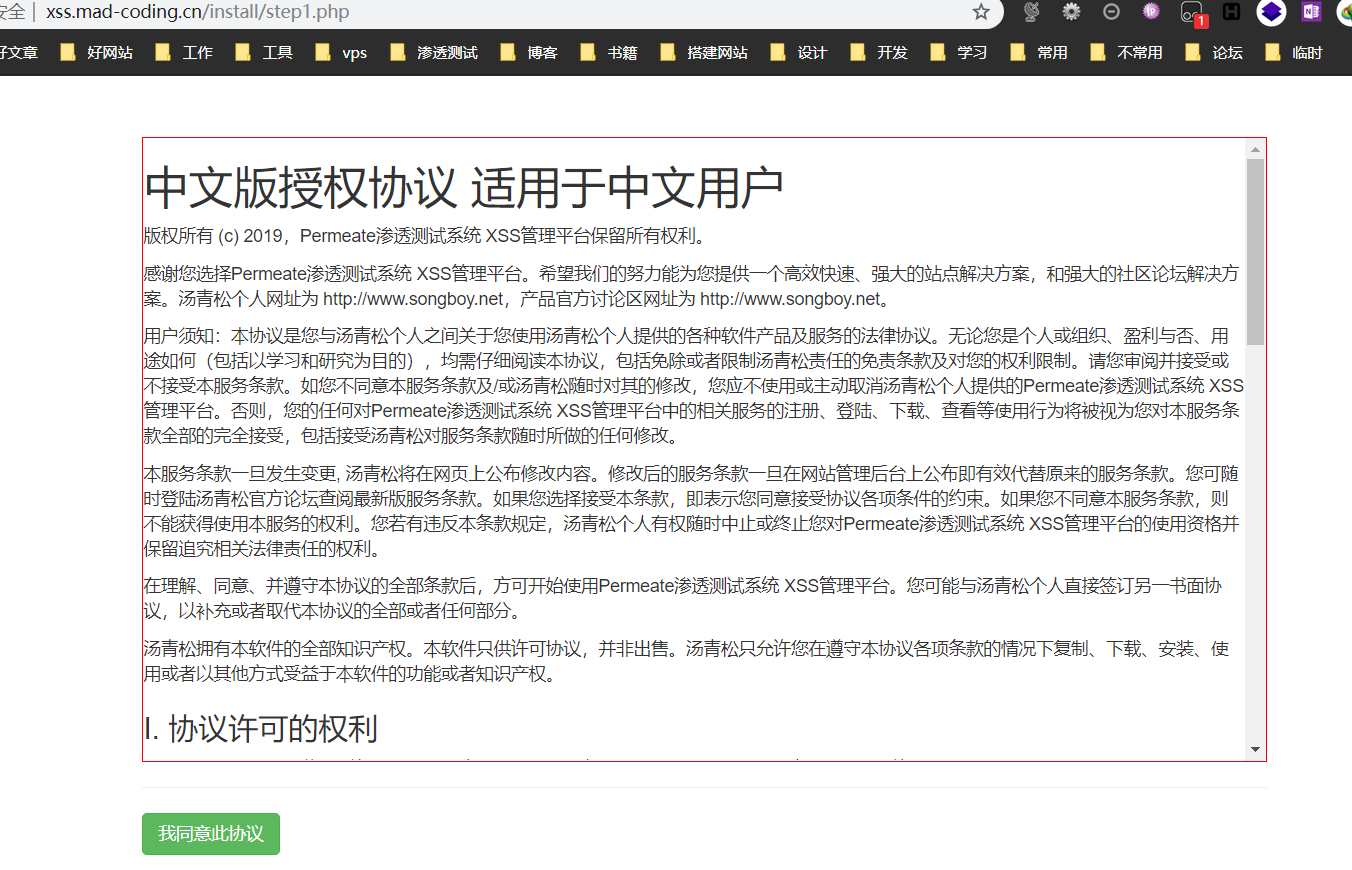 安全 | xss.mad-coding.cn/install/step1.php
1
好文章 好网站 工作 工具 vps 渗透测试 博客 书籍 搭建网站 设计 开发 学习 常用 不常用 论坛 临时
中文版授权协议 适用于中文用户
版权所有 (c) 2019，Permeate渗透测试系统 XSS管理平台保留所有权利。
感谢您选择Permeate渗透测试系统 XSS管理平台。希望我们的努力能为您提供一个高效快速、强大的站点解决方案，和强大的社区论坛解决方
案。汤青松个人网址为 http://www.songboy.net，产品官方讨论区网址为 http://www.songboy.net。
用户须知：本协议是您与汤青松个人之间关于您使用汤青松个人提供的各种软件产品及服务的法律协议。无论您是个人或组织、盈利与否、用
途如何（包括以学习和研究为目的），均需仔细阅读本协议，包括免除或者限制汤青松责任的免责条款及对您的权利限制。请您审阅并接受或
不接受本服务条款。如您不同意本服务条款及/或汤青松随时对其的修改，您应不使用或主动取消汤青松个人提供的Permeate渗透测试系统 XSS
管理平台。否则，您的任何对Permeate渗透测试系统 XSS管理平台中的相关服务的注册、登陆、下载、查看等使用行为将被视为您对本服务条
款全部的完全接受，包括接受汤青松对服务条款随时所做的任何修改。
本服务条款一旦发生变更, 汤青松将在网页上公布修改内容。修改后的服务条款一旦在网站管理后台上公布即有效代替原来的服务条款。您可随
时登陆汤青松官方论坛查阅最新版服务条款。如果您选择接受本条款，即表示您同意接受协议各项条件的约束。如果您不同意本服务条款，则
不能获得使用本服务的权利。您若有违反本条款规定，汤青松个人有权随时中止或终止您对Permeate渗透测试系统 XSS管理平台的使用资格并
保留追究相关法律责任的权利。
在理解、同意、并遵守本协议的全部条款后，方可开始使用Permeate渗透测试系统 XSS管理平台。您可能与汤青松个人直接签订另一书面协
议，以补充或者取代本协议的全部或者任何部分。
汤青松拥有本软件的全部知识产权。本软件只供许可协议，并非出售。汤青松只允许您在遵守本协议各项条款的情况下复制、下载、安装、使
用或者以其他方式受益于本软件的功能或者知识产权。
I. 协议许可的权利
我同意此协议